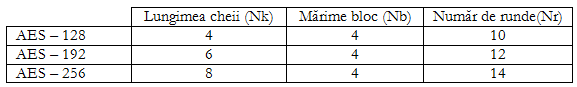 Lungimea cheii (Nk) Mărime bloc (Nb) Număr de runde(Nr)
AES – 128 4 4 10
AES – 192 6 4 12
AES – 256 8 4 14